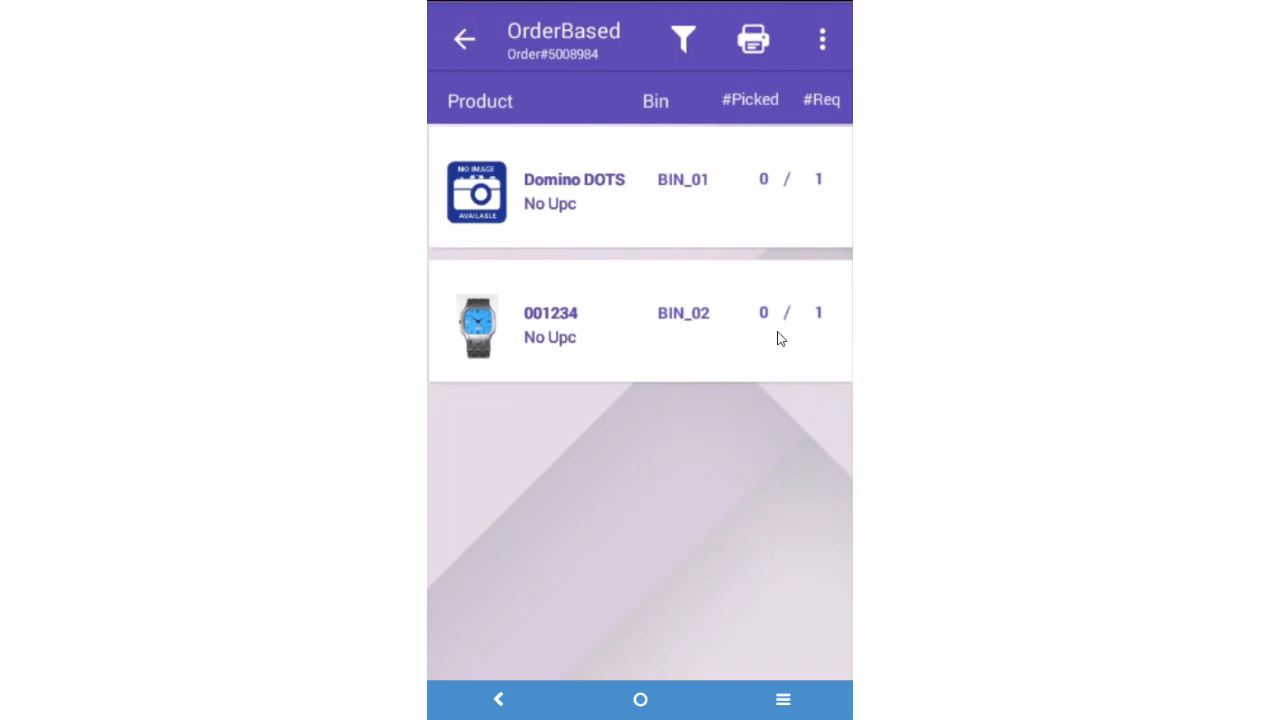 OrderBased
Order#5008984
Product Bin #Picked #Req
NO IMAGE
AVAILABLE
Domino DOTS BIN_01 0 / 1
No Upc
001234 BIN_02 0 / 1
No Upc